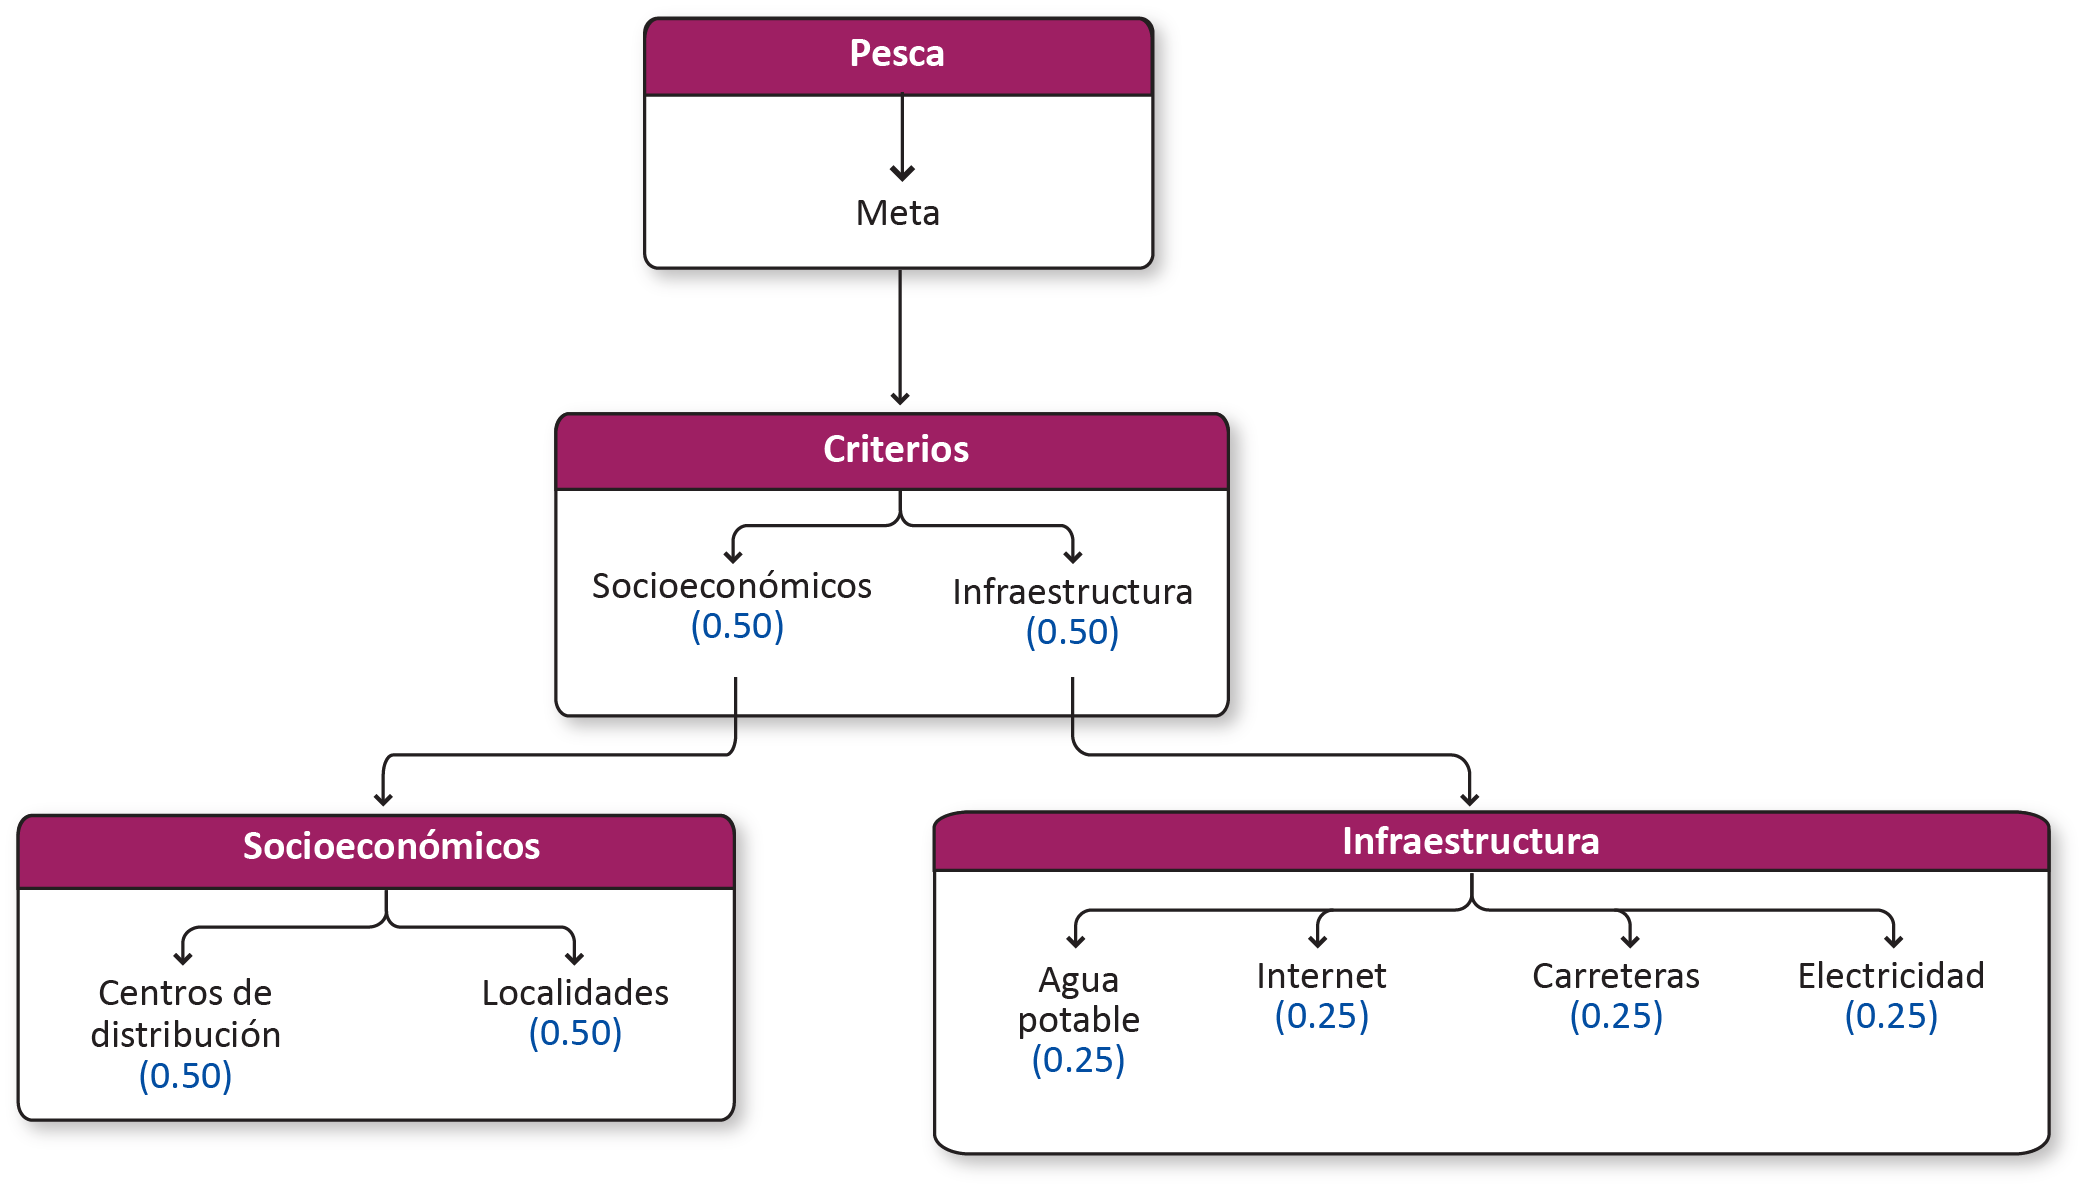 Pesca
Meta
Criterios
Socioeconómicos
(0.50)
Infraestructura
(0.50)
Socioeconómicos
Centros de
distribución
(0.50)
Localidades
(0.50)
Infraestructura
Agua
potable
(0.25)
Internet
(0.25)
Carreteras
(0.25)
Electricidad
(0.25)